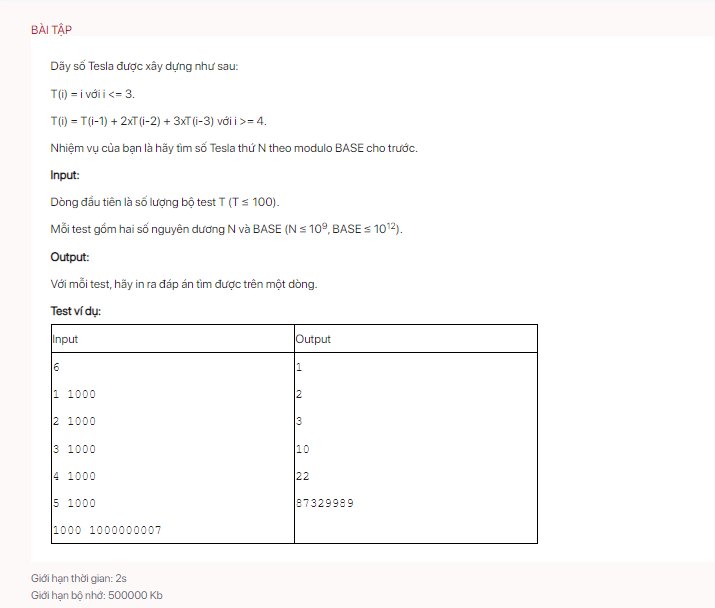 BÀI TẬP
Dãy số Tesla được xây dựng như sau:
T(i) = i với i <= 3.
T(i) = T(i-1) + 2xT(i-2) + 3xT(i-3) với i >= 4.
Nhiệm vụ của bạn là hãy tìm số Tesla thứ N theo modulo BASE cho trước.
Input:
Dòng đầu tiên là số lượng bộ test T (T ≤ 100).
Mỗi test gồm hai số nguyên dương N và BASE (N ≤ 10⁹, BASE ≤ 10¹²).
Output:
Với mỗi test, hãy in ra đáp án tìm được trên một dòng.
Test ví dụ:
Input Output
6 1
1 1000 2
2 1000 3
3 1000 10
4 1000 22
5 1000 87329989
1000 1000000007
Giới hạn thời gian: 2s
Giới hạn bộ nhớ: 500000 Kb